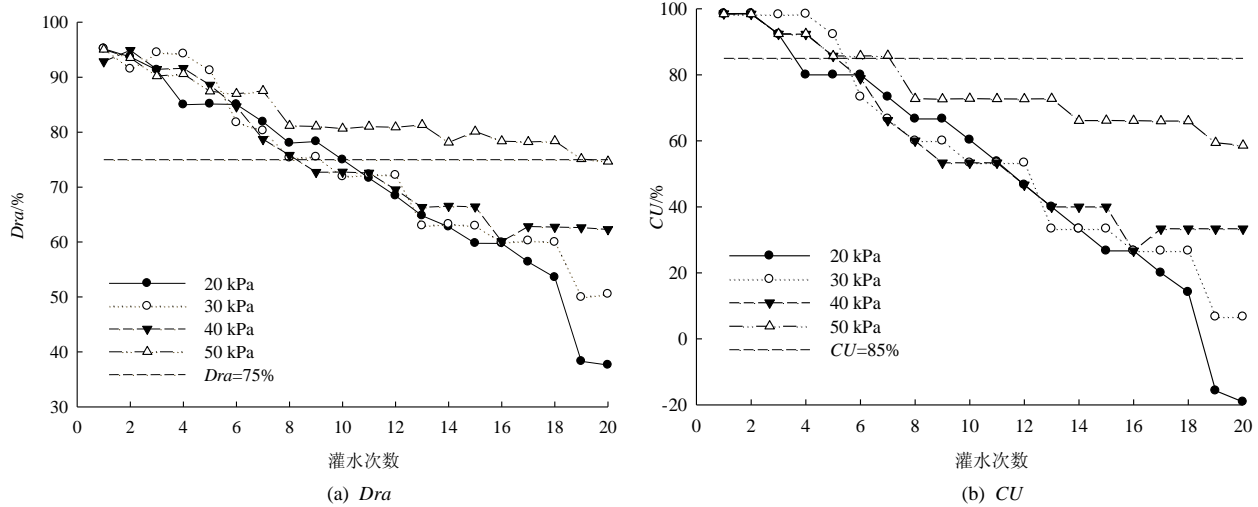 100
90
80
70
60
50
40
30
Dra/%
20 kPa
30 kPa
40 kPa
50 kPa
Dra=75%
0 2 4 6 8 10 12 14 16 18 20
灌水次数
(a) Dra
100
80
60
40
20
0
-20
CU/%
20 kPa
30 kPa
40 kPa
50 kPa
CU=85%
0 2 4 6 8 10 12 14 16 18 20
灌水次数
(b) CU